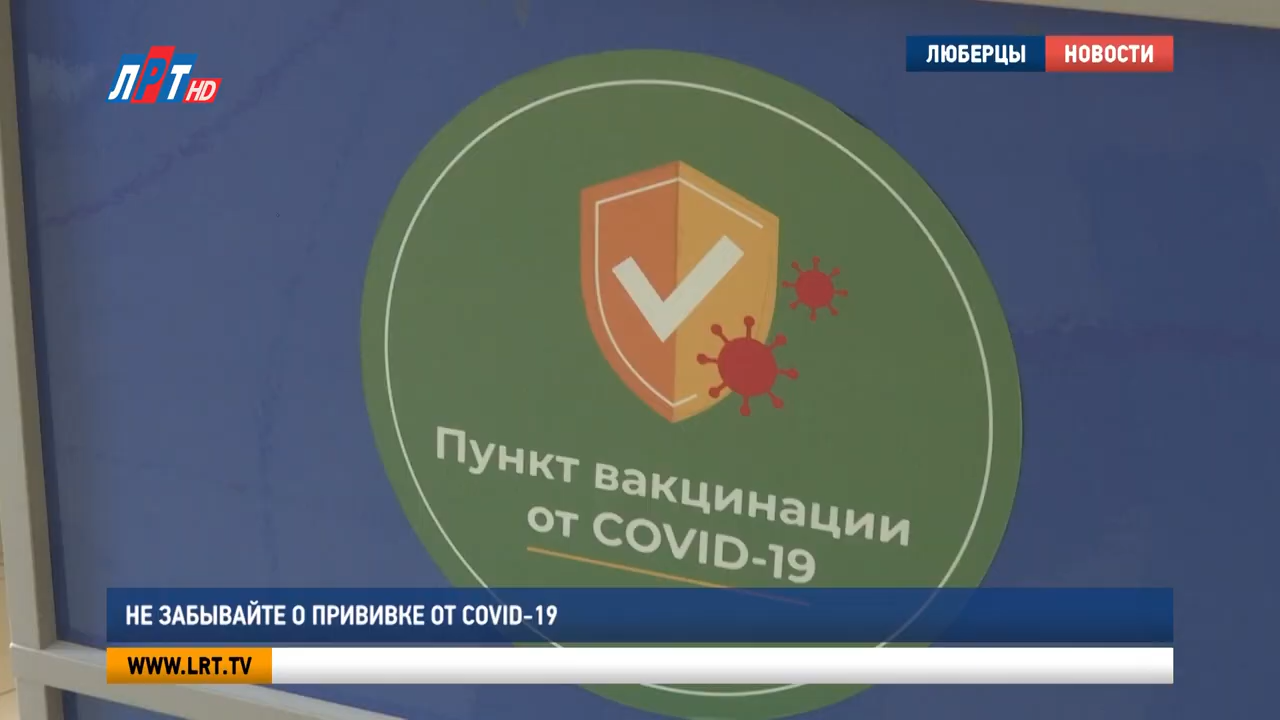 ЛРТ HD
ЛЮБЕРЦЫ НОВОСТИ
Пункт вакцинации
от COVID-19
НЕ ЗАБЫВАЙТЕ О ПРИВИВКЕ ОТ COVID-19
WWW.LRT.TV